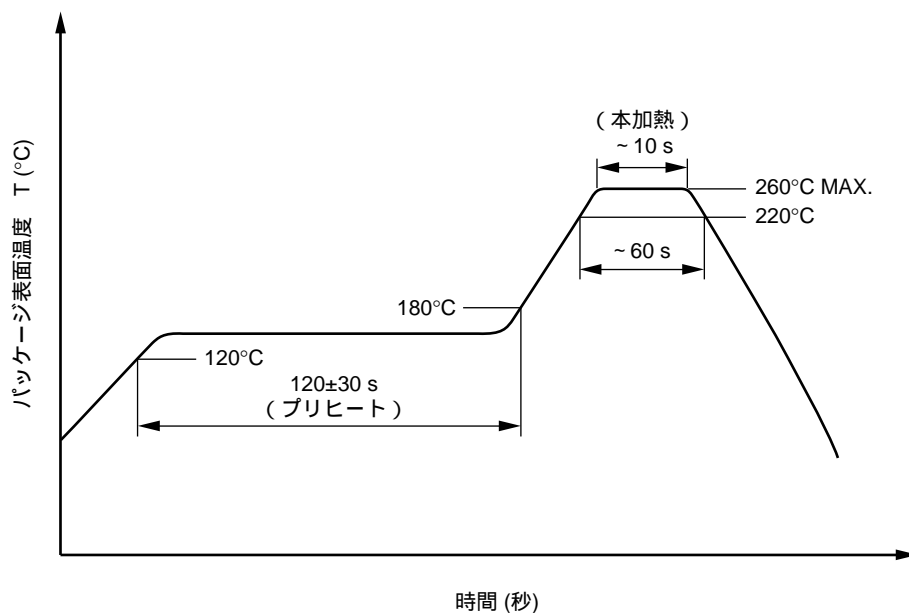 (本加熱)
~ 10 s
260°C MAX.
220°C
~ 60 s
180°C
120°C
120±30 s
(プリヒート)
パッケージ表面温度 T (°C)
時間 (秒)